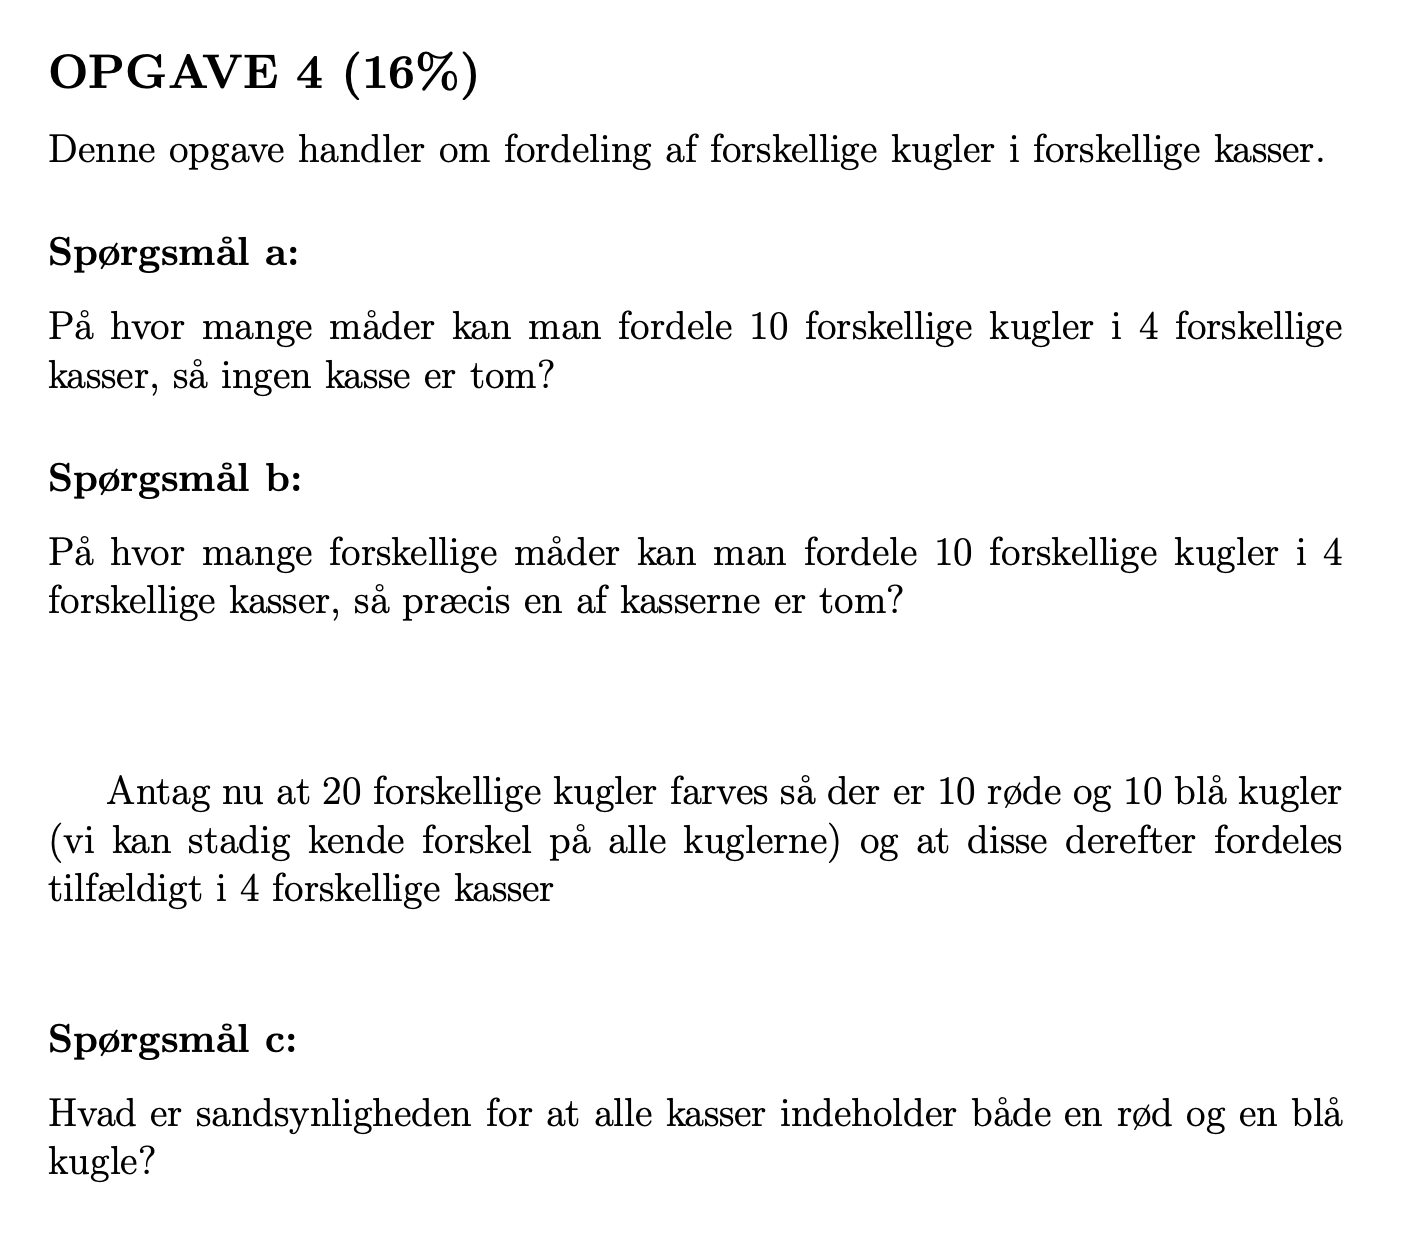 OPGAVE 4 (16%)
Denne opgave handler om fordeling af forskellige kugler i forskellige kasser.
Spørgsmål a:
På hvor mange måder kan man fordele 10 forskellige kugler i 4 forskellige
kasser, så ingen kasse er tom?
Spørgsmål b:
På hvor mange forskellige måder kan man fordele 10 forskellige kugler i 4
forskellige kasser, så præcis en af kasserne er tom?
Antag nu at 20 forskellige kugler farves så der er 10 røde og 10 blå kugler
(vi kan stadig kende forskel på alle kuglerne) og at disse derefter fordeles
tilfældigt i 4 forskellige kasser
Spørgsmål c:
Hvad er sandsynligheden for at alle kasser indeholder både en rød og en blå
kugle?